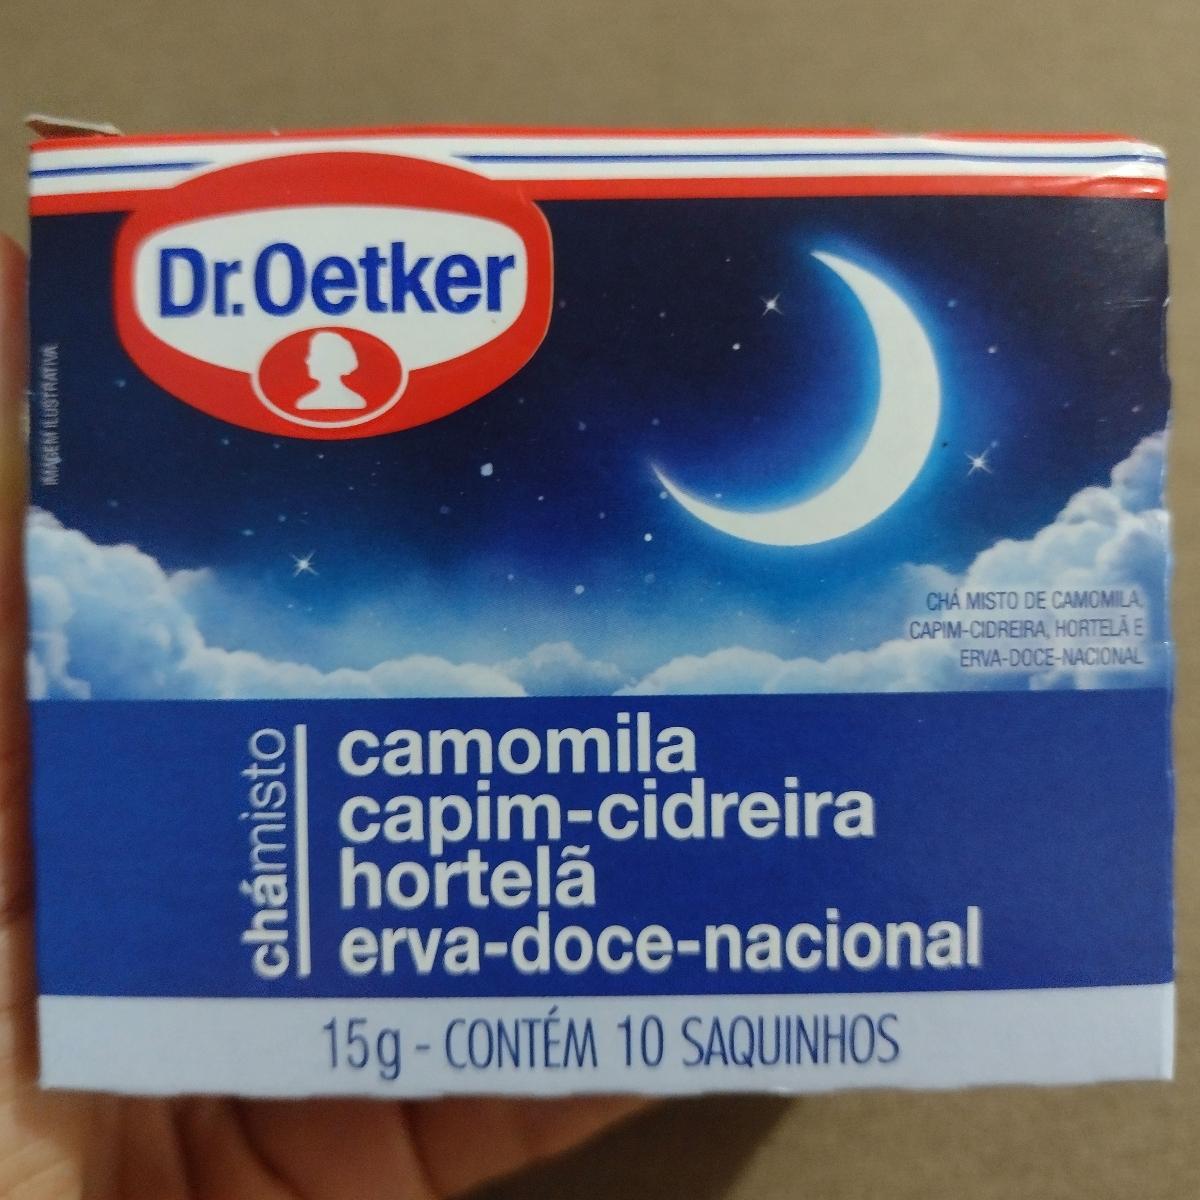 Dr.Oetker
IMAGEM ILUSTRATIVA
CHÁ MISTO DE CAMOMILA,
CAPIM-CIDREIRA, HORTELÃ E
ERVA-DOCE-NACIONAL
chámisto
camomila
capim-cidreira
hortelã
erva-doce-nacional
15g - CONTÉM 10 SAQUINHOS